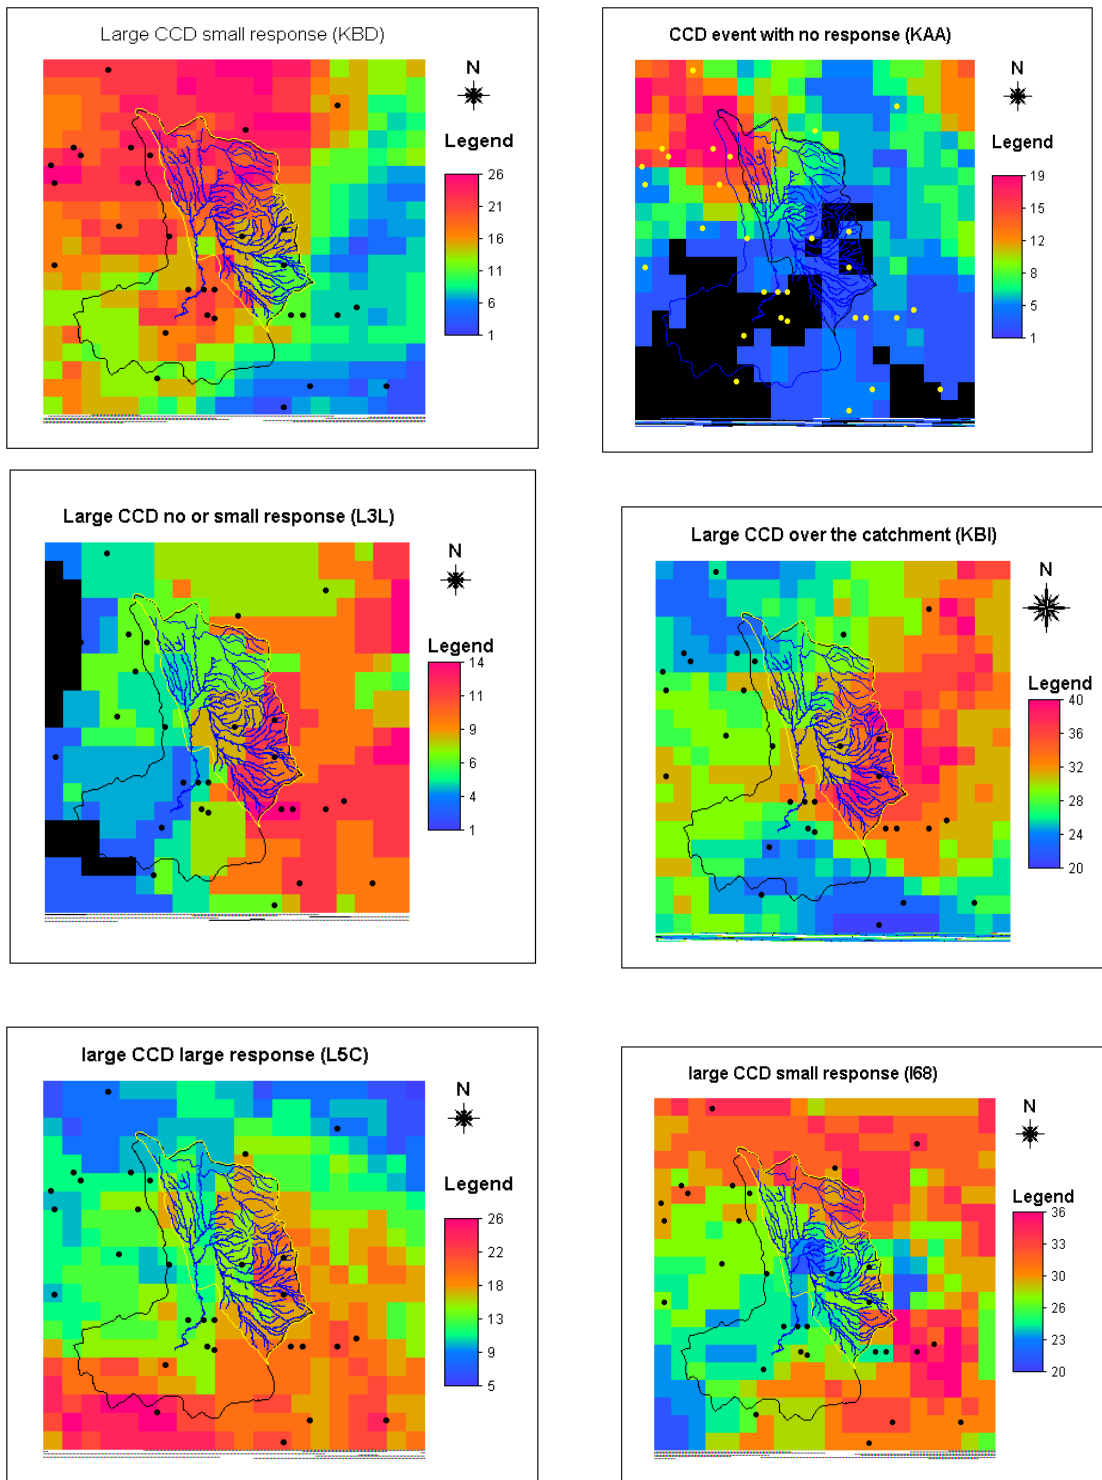 Large CCD small response (KBD)
N
Legend
26
21
16
11
6
1
CCD event with no response (KAA)
N
Legend
19
15
12
8
5
1
Large CCD no or small response (L3L)
N
Legend
14
11
9
6
4
1
Large CCD over the catchment (KBI)
N
Legend
40
36
32
28
24
20
large CCD large response (L5C)
N
Legend
26
22
18
13
9
5
large CCD small response (I68)
N
Legend
36
33
30
26
23
20